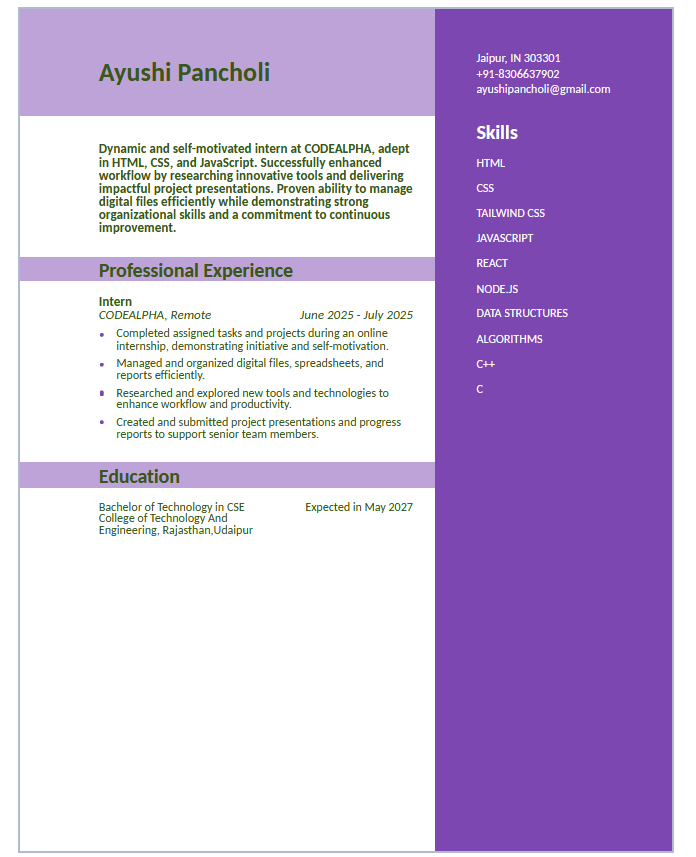 Ayushi Pancholi
Dynamic and self-motivated intern at CODEALPHA, adept
in HTML, CSS, and JavaScript. Successfully enhanced
workflow by researching innovative tools and delivering
impactful project presentations. Proven ability to manage
digital files efficiently while demonstrating strong
organizational skills and a commitment to continuous
improvement.
Professional Experience
Intern
CODEALPHA, Remote June 2025 - July 2025
• Completed assigned tasks and projects during an online
internship, demonstrating initiative and self-motivation.
• Managed and organized digital files, spreadsheets, and
reports efficiently.
• Researched and explored new tools and technologies to
enhance workflow and productivity.
• Created and submitted project presentations and progress
reports to support senior team members.
Education
Bachelor of Technology in CSE Expected in May 2027
College of Technology And
Engineering, Rajasthan,Udaipur
Jaipur, IN 303301
+91-8306637902
ayushipancholi@gmail.com
Skills
HTML
CSS
TAILWIND CSS
JAVASCRIPT
REACT
NODE.JS
DATA STRUCTURES
ALGORITHMS
C++
C